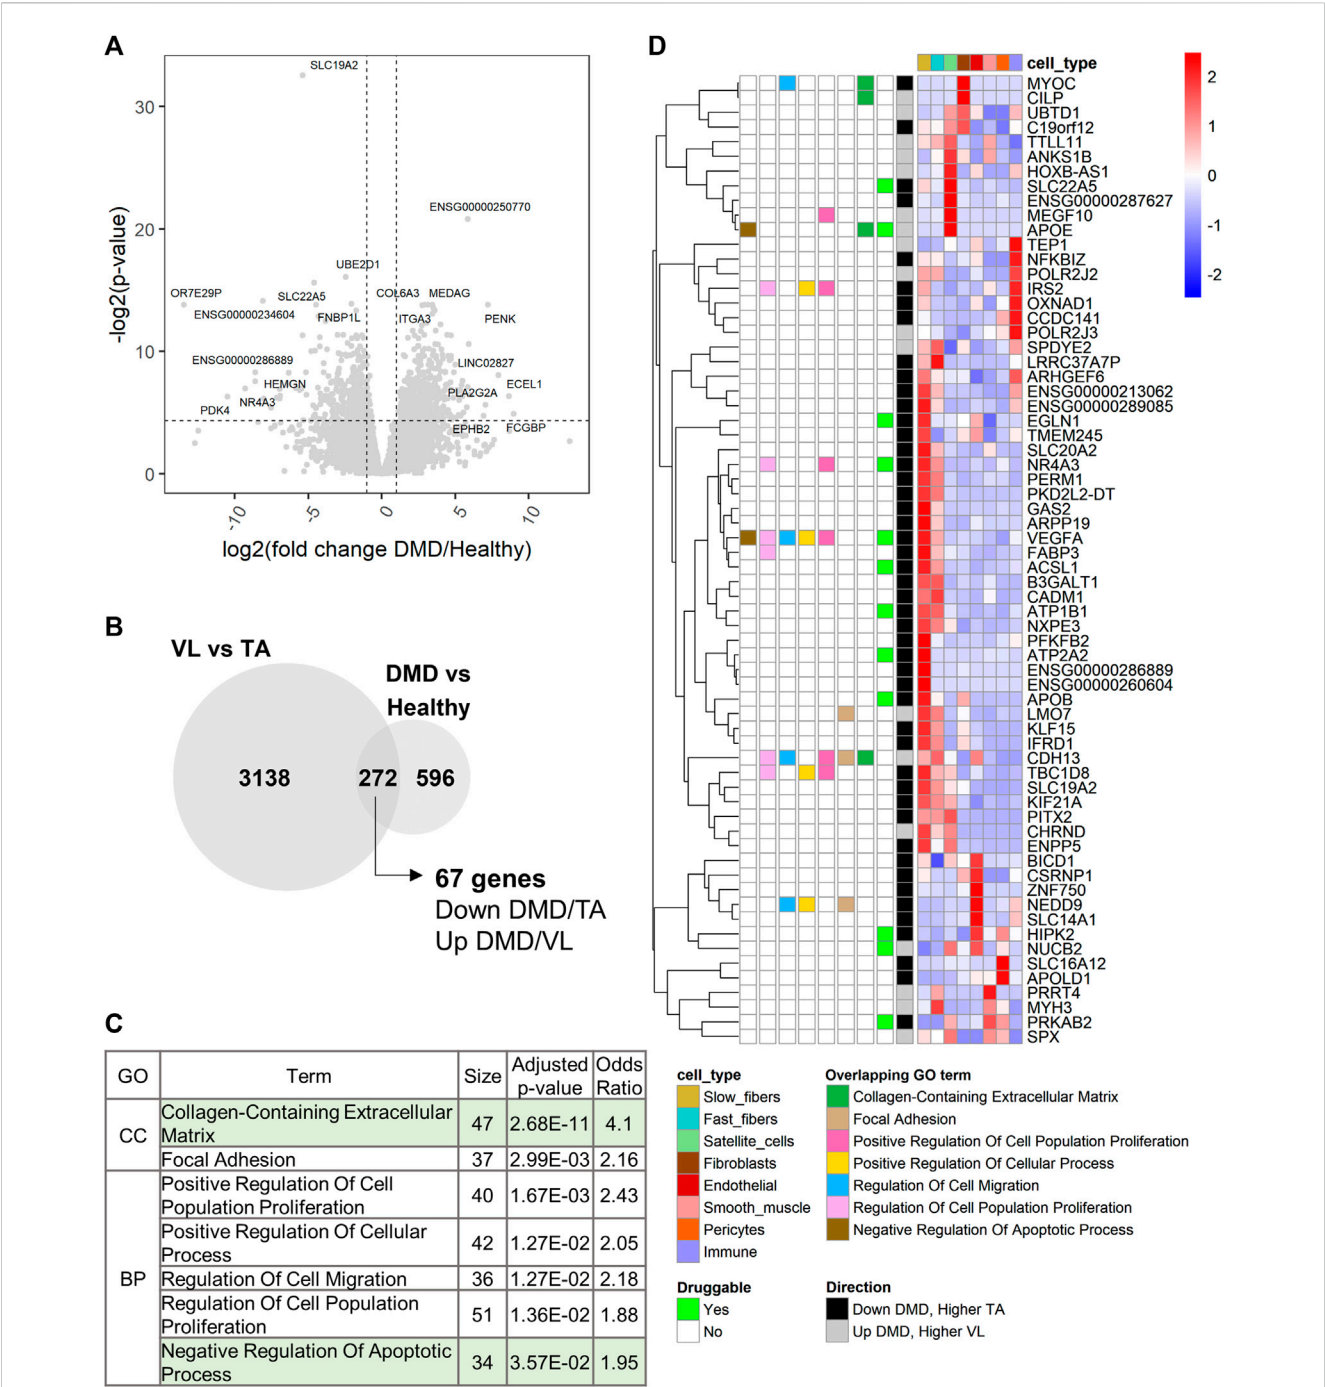 A
-log2(p-value)
30
20
10
0
SLC19A2
ENSG00000250770
UBE2D1
OR7E29P
SLC22A5
COL6A3 MEDAG
ENSG00000234604
FNBP1L
ITGA3
PENK
ENSG00000286889
LINC02827
HEMGN
ECEL1
PLA2G2A
NR4A3
PDK4
EPHB2
FCGBP
-10
-5
0
5
10
log2(fold change DMD/Healthy)
B
VL vs TA
DMD vs
Healthy
3138
272
596
67 genes
Down DMD/TA
Up DMD/VL
C
GO Term Size Adjusted p-value Odds Ratio
CC
Collagen-Containing Extracellular
Matrix 47 2.68E-11 4.1
Focal Adhesion 37 2.99E-03 2.16
BP
Positive Regulation Of Cell
Population Proliferation 40 1.67E-03 2.43
Positive Regulation Of Cellular
Process 42 1.27E-02 2.05
Regulation Of Cell Migration 36 1.27E-02 2.18
Regulation Of Cell Population
Proliferation 51 1.36E-02 1.88
Negative Regulation Of Apoptotic
Process 34 3.57E-02 1.95
D
cell_type
MYOC
CILP
UBTD1
C19orf12
TTLL11
ANKS1B
HOXB-AS1
SLC22A5
ENSG00000287627
MEGF10
APOE
TEP1
NFKBIZ
POLR2J2
IRS2
OXNAD1
CCDC141
POLR2J3
SPDYE2
LRRC37A7P
ARHGEF6
ENSG00000213062
ENSG00000289085
EGLN1
TMEM245
SLC20A2
NR4A3
PERM1
PKD2L2-DT
GAS2
ARPP19
VEGFA
FABP3
ACSL1
B3GALT1
CADM1
ATP1B1
NXPE3
PFKFB2
ATP2A2
ENSG00000286889
ENSG00000260604
APOB
LMO7
KLF15
IFRD1
CDH13
TBC1D8
SLC19A2
KIF21A
PITX2
CHRND
ENPP5
BICD1
CSRNP1
ZNF750
NEDD9
SLC14A1
HIPK2
NUCB2
SLC16A12
APOLD1
PRRT4
MYH3
PRKAB2
SPX
2
1
0
-1
-2
cell_type
Slow_fibers
Fast_fibers
Satellite_cells
Fibroblasts
Endothelial
Smooth_muscle
Pericytes
Immune
Overlapping GO term
Collagen-Containing Extracellular Matrix
Focal Adhesion
Positive Regulation Of Cell Population Proliferation
Positive Regulation Of Cellular Process
Regulation Of Cell Migration
Regulation Of Cell Population Proliferation
Negative Regulation Of Apoptotic Process
Druggable
Yes
No
Direction
Down DMD, Higher TA
Up DMD, Higher VL